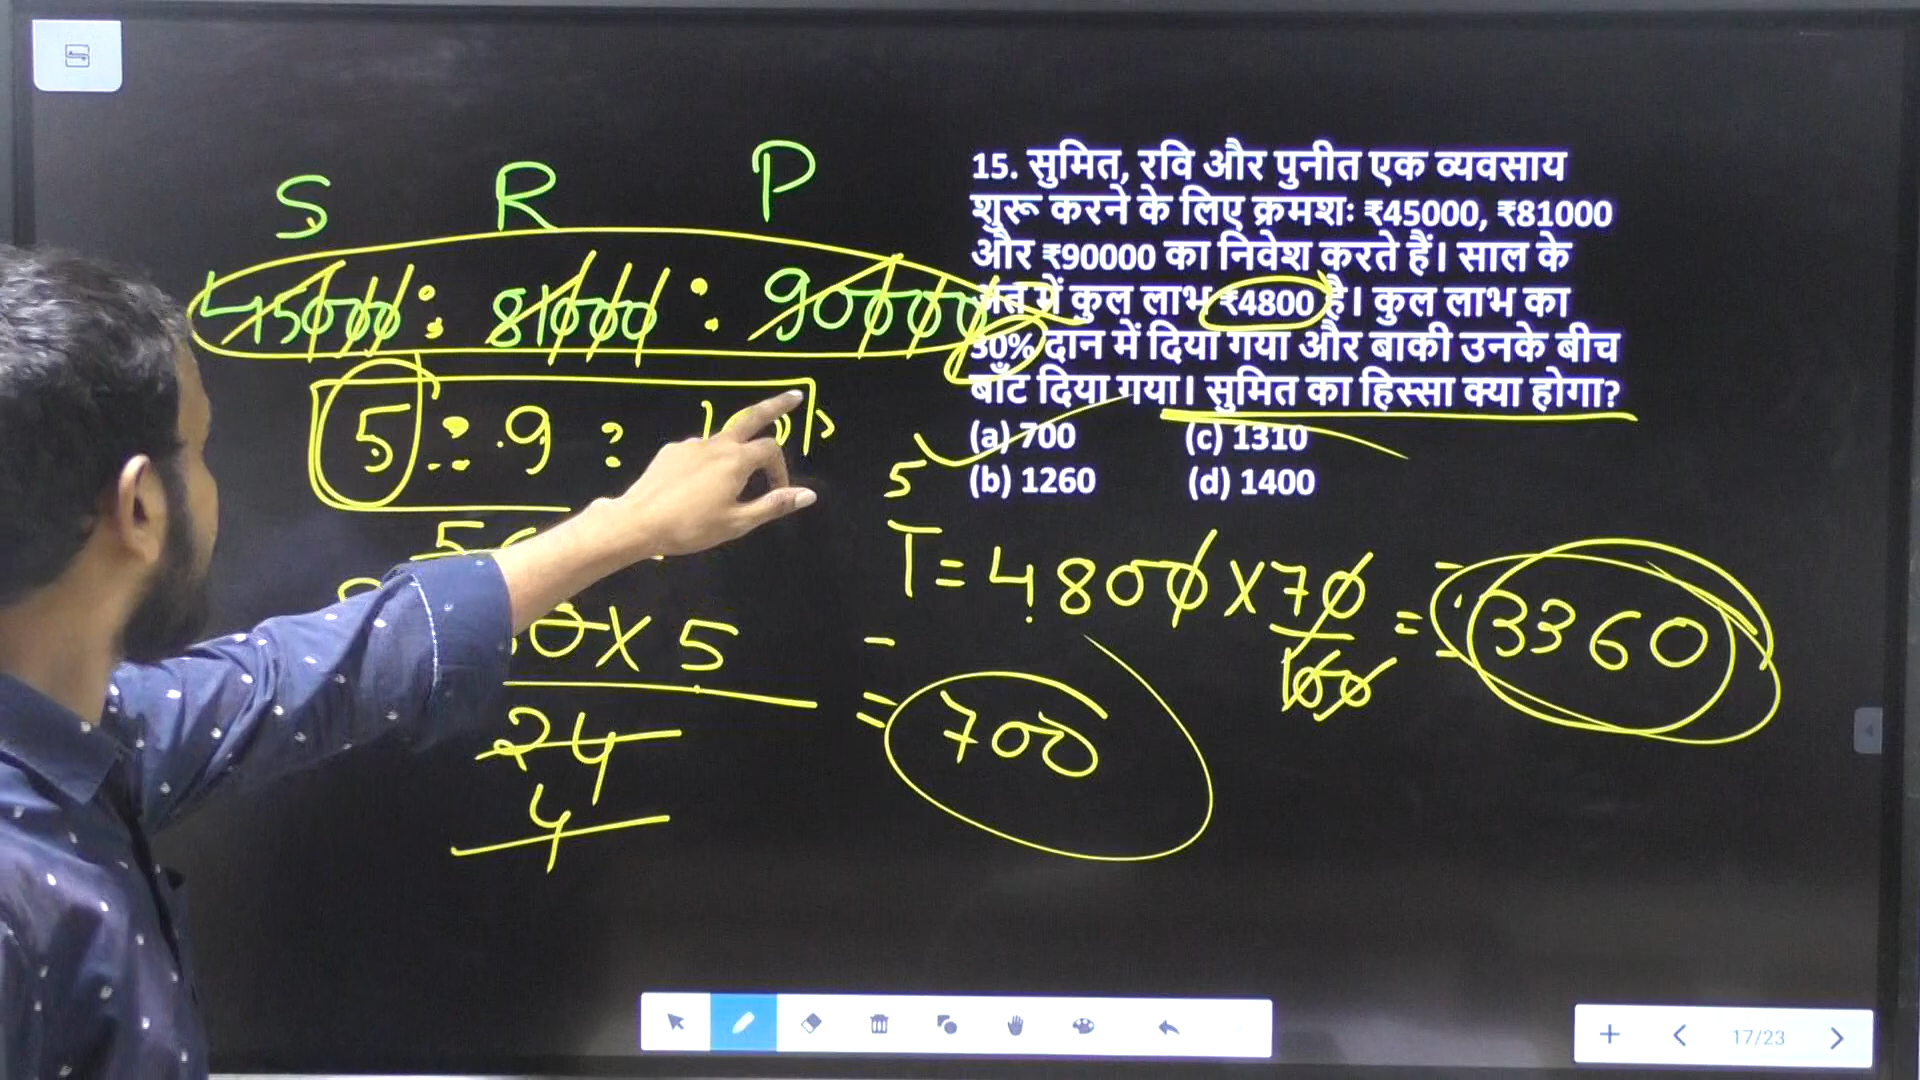 S R P
45000 : 81000 : 90000
5 : 9 :
X 5
24
4
= 700
15. सुमित, रवि और पुनीत एक व्यवसाय
शुरू करने के लिए क्रमशः ₹45000, ₹81000
और ₹90000 का निवेश करते हैं। साल के
अंत में कुल लाभ ₹4800 है। कुल लाभ का
30% दान में दिया गया और बाकी उनके बीच
बाँट दिया गया। सुमित का हिस्सा क्या होगा?
(a) 700 (c) 1310
(b) 1260 (d) 1400
5
T = 4800 X 70 = 3360
100
17/23